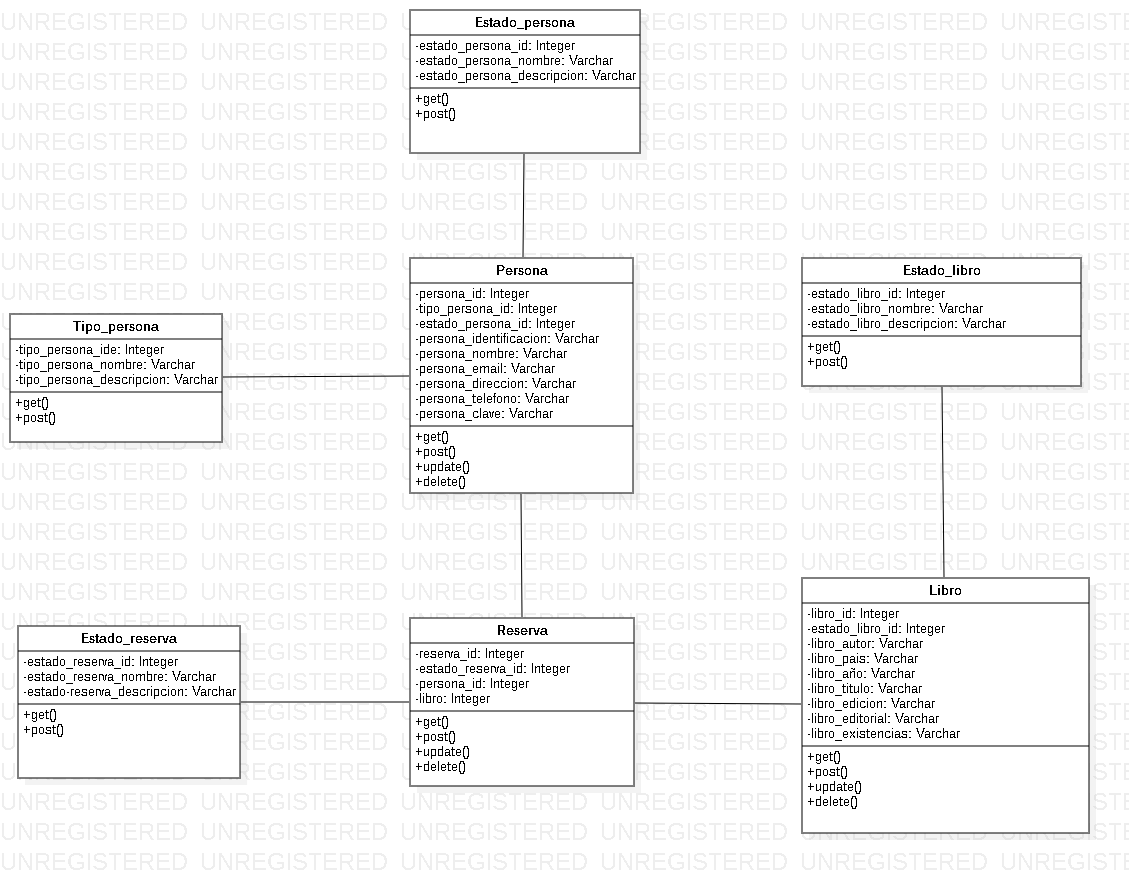 Estado_persona
-estado_persona_id: Integer
-estado_persona_nombre: Varchar
-estado_persona_descripcion: Varchar
+get()
+post()
Persona
-persona_id: Integer
-tipo_persona_id: Integer
-estado_persona_id: Integer
-persona_identificacion: Varchar
-persona_nombre: Varchar
-persona_email: Varchar
-persona_direccion: Varchar
-persona_telefono: Varchar
-persona_clave: Varchar
+get()
+post()
+update()
+delete()
Estado_libro
-estado_libro_id: Integer
-estado_libro_nombre: Varchar
-estado_libro_descripcion: Varchar
+get()
+post()
Tipo_persona
-tipo_persona_ide: Integer
-tipo_persona_nombre: Varchar
-tipo_persona_descripcion: Varchar
+get()
+post()
Estado_reserva
-estado_reserva_id: Integer
-estado_reserva_nombre: Varchar
-estado-reserva_descripcion: Varchar
+get()
+post()
Reserva
-reserva_id: Integer
-estado_reserva_id: Integer
-persona_id: Integer
-libro: Integer
+get()
+post()
+update()
+delete()
Libro
-libro_id: Integer
-estado_libro_id: Integer
-libro_autor: Varchar
-libro_pais: Varchar
-libro_año: Varchar
-libro_titulo: Varchar
-libro_edicion: Varchar
-libro_editorial: Varchar
-libro_existencias: Varchar
+get()
+post()
+update()
+delete()
UNREGISTERED